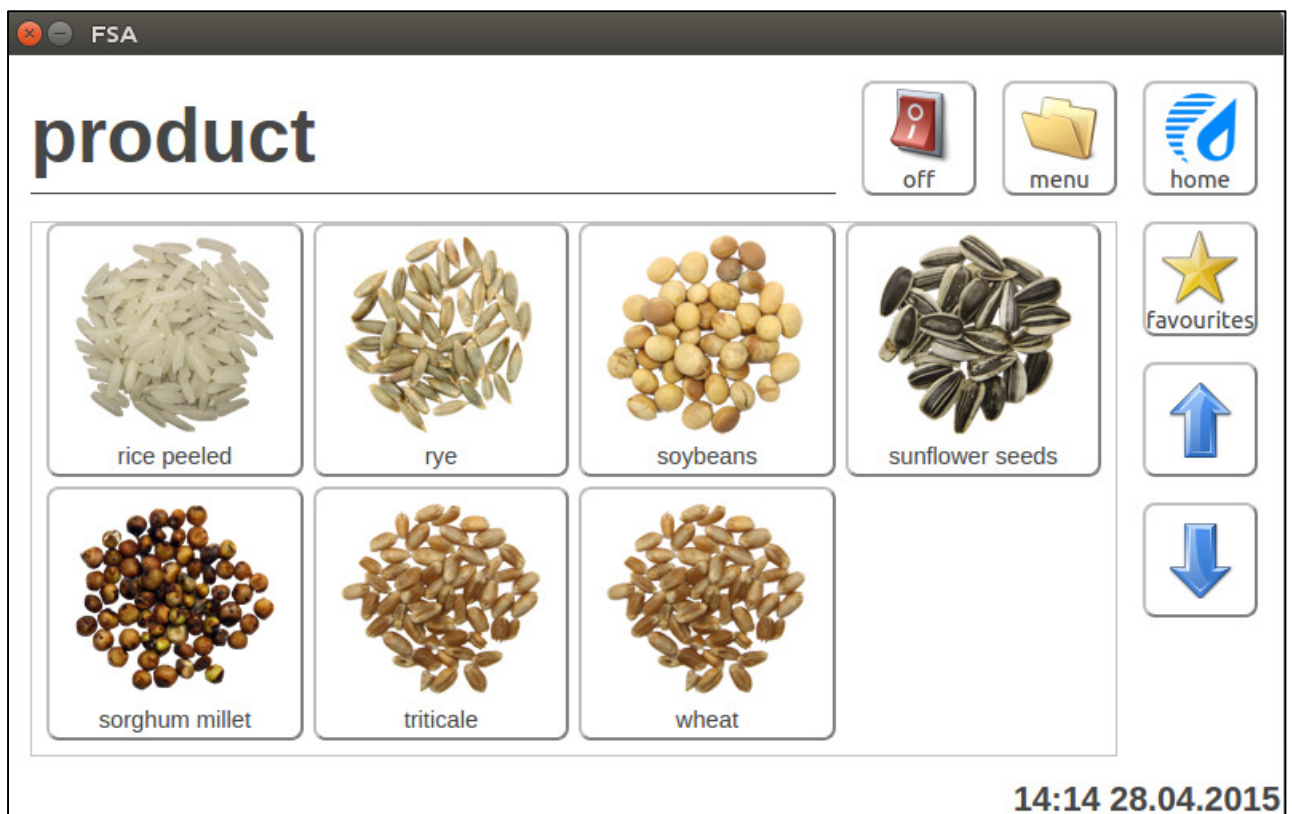 FSA
product
off
menu
home
rice peeled
rye
soybeans
sunflower seeds
favourites
sorghum millet
triticale
wheat
14:14 28.04.2015